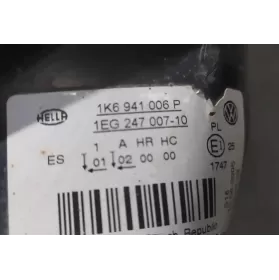 HELLA
1K6 941 006 P
1EG 247 007-10
1 A HR HC
ES 01 02 00 00
PL
E1 26
1747
Republic